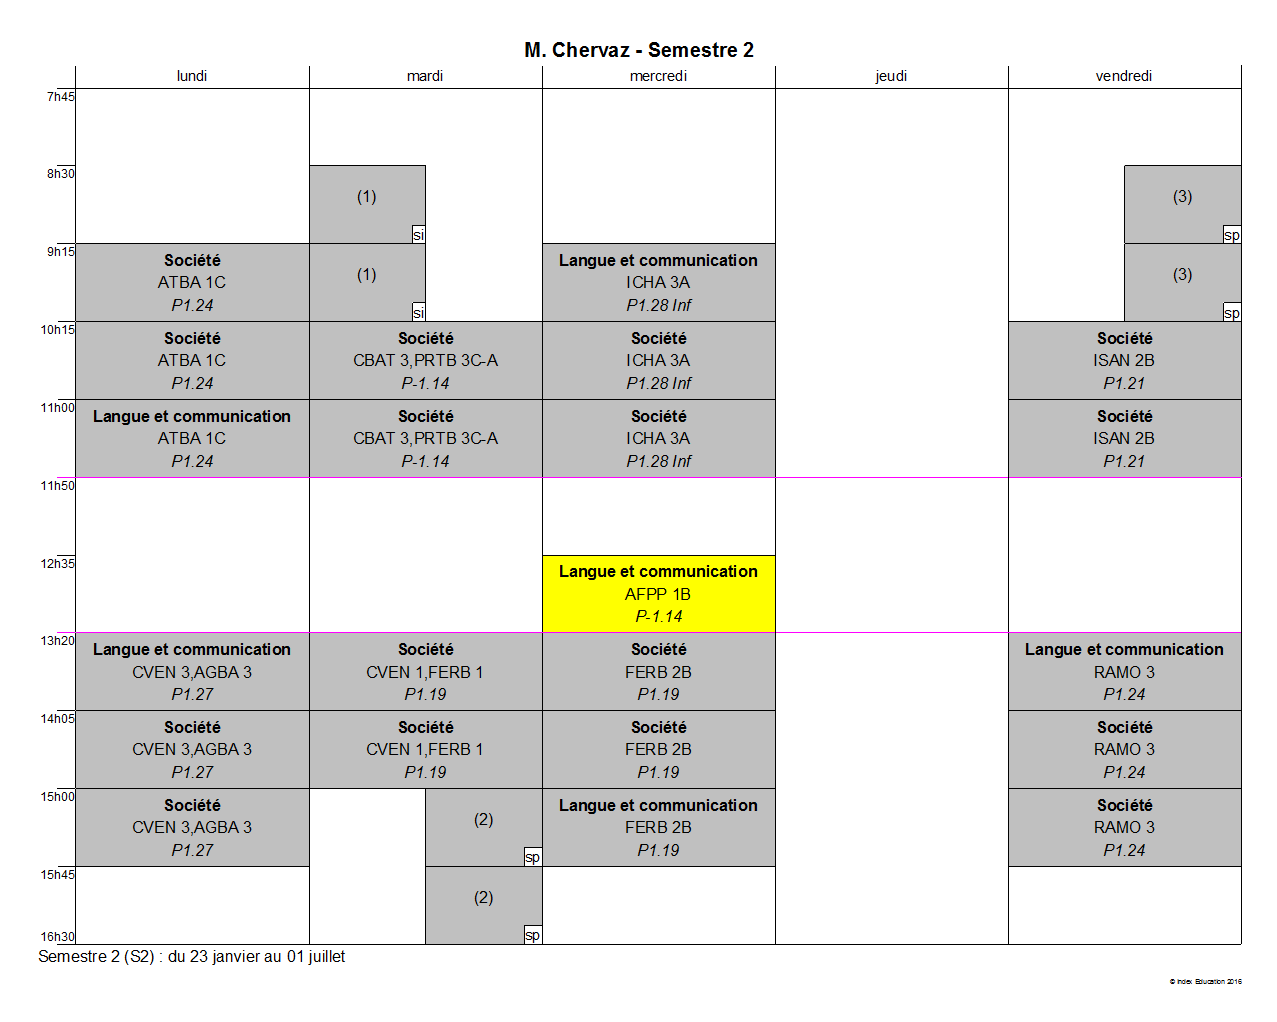 M. Chervaz - Semestre 2
lundi mardi mercredi jeudi vendredi
7h45
8h30
(1) (3)
si sp
9h15
Société (1) Langue et communication (3)
ATBA 1C ICHA 3A
P1.24 si P1.28 Inf sp
10h15
Société Société Société Société
ATBA 1C CBAT 3,PRTB 3C-A ICHA 3A ISAN 2B
P1.24 P-1.14 P1.28 Inf P1.21
11h00
Langue et communication Société Société Société
ATBA 1C CBAT 3,PRTB 3C-A ICHA 3A ISAN 2B
P1.24 P-1.14 P1.28 Inf P1.21
11h50
12h35
Langue et communication
AFPP 1B
P-1.14
13h20
Langue et communication Société Société Langue et communication
CVEN 3,AGBA 3 CVEN 1,FERB 1 FERB 2B RAMO 3
P1.27 P1.19 P1.19 P1.24
14h05
Société Société Société Société
CVEN 3,AGBA 3 CVEN 1,FERB 1 FERB 2B RAMO 3
P1.27 P1.19 P1.19 P1.24
15h00
Société (2) Langue et communication Société
CVEN 3,AGBA 3 FERB 2B RAMO 3
P1.27 sp P1.19 P1.24
15h45
(2)
sp
16h30
Semestre 2 (S2) : du 23 janvier au 01 juillet
© Index Education 2016